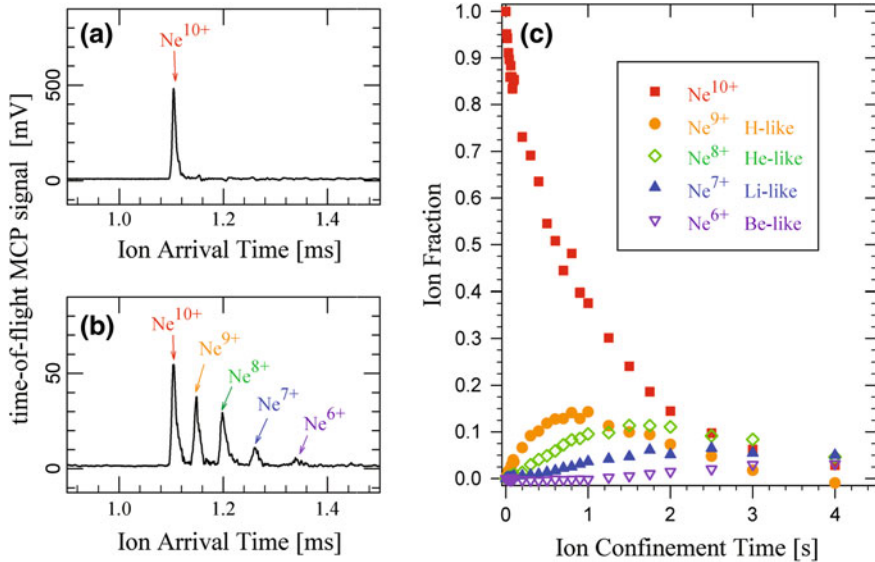 (a)
Ne10+
500
0
1.0 1.2 1.4
Ion Arrival Time [ms]
time-of-flight MCP signal [mV]
(b)
Ne10+
Ne9+
Ne8+
Ne7+
Ne6+
50
0
1.0 1.2 1.4
Ion Arrival Time [ms]
(c)
1.0
0.9
0.8
0.7
0.6
0.5
0.4
0.3
0.2
0.1
0.0
Ion Fraction
Ne10+
Ne9+ H-like
Ne8+ He-like
Ne7+ Li-like
Ne6+ Be-like
0 1 2 3 4
Ion Confinement Time [s]